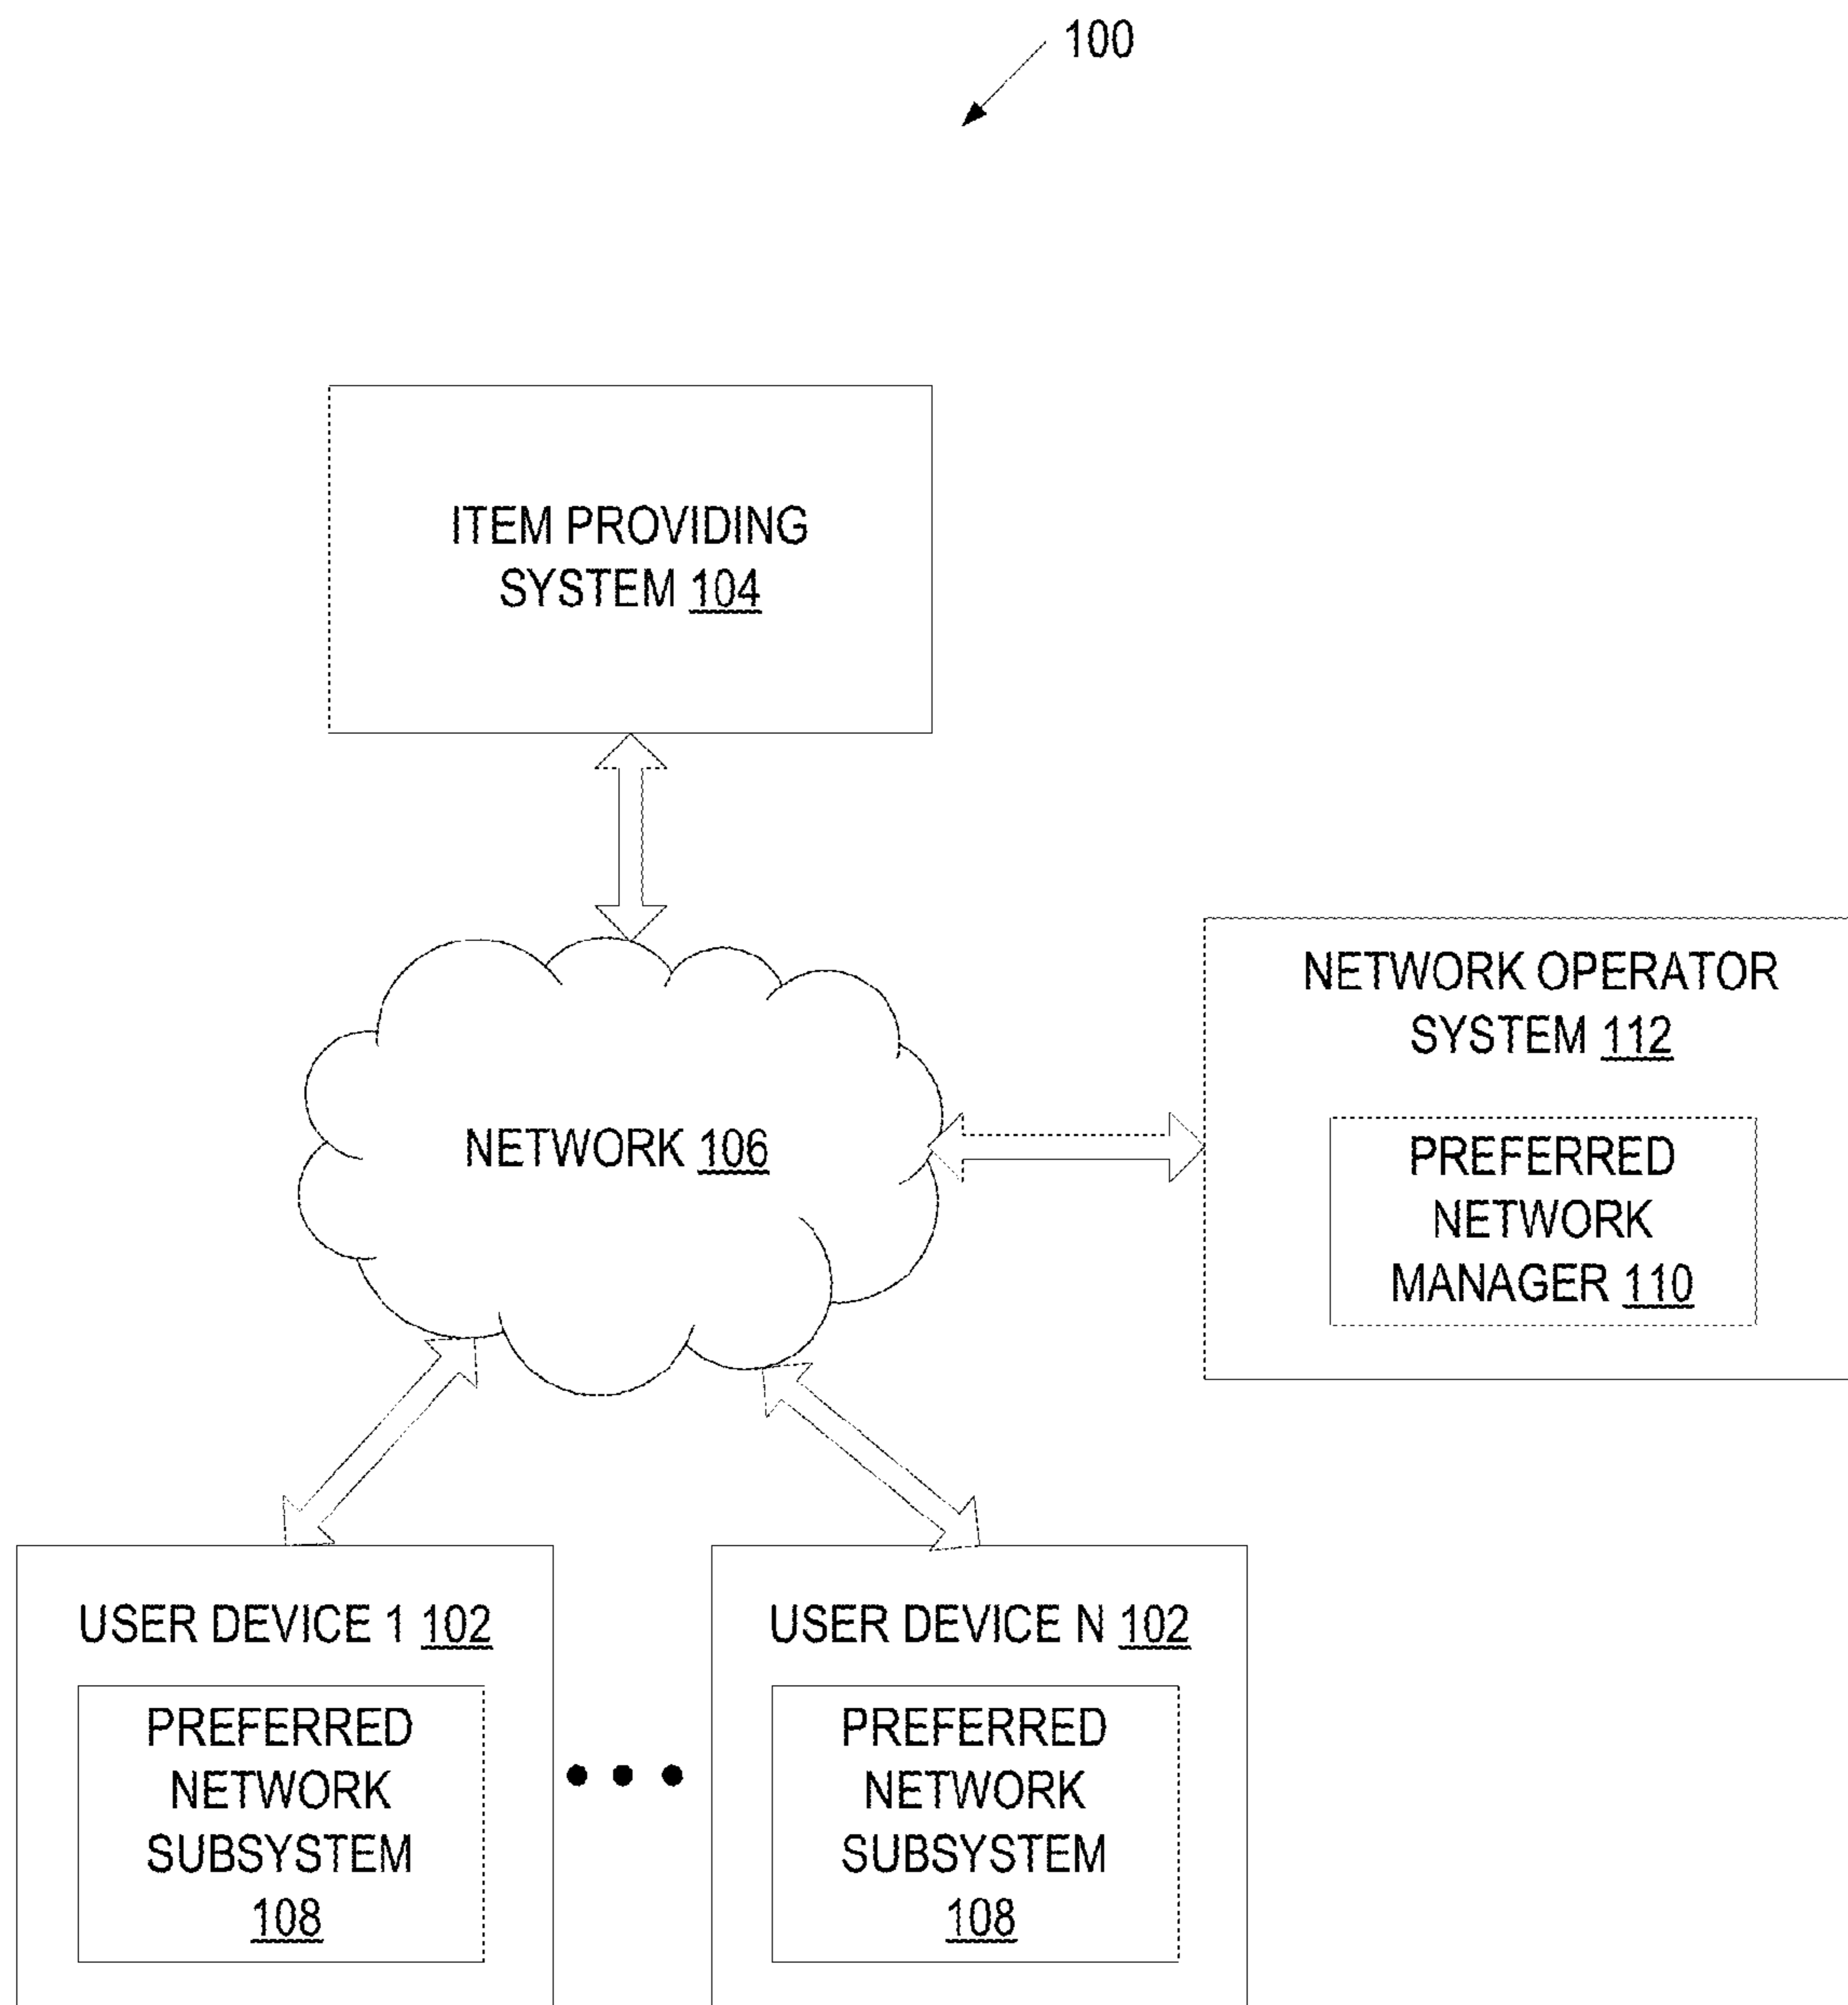 100
ITEM PROVIDING
SYSTEM 104
NETWORK OPERATOR
SYSTEM 112
NETWORK 106
PREFERRED
NETWORK
MANAGER 110
USER DEVICE 1 102
PREFERRED
NETWORK
SUBSYSTEM
108
USER DEVICE N 102
PREFERRED
NETWORK
SUBSYSTEM
108